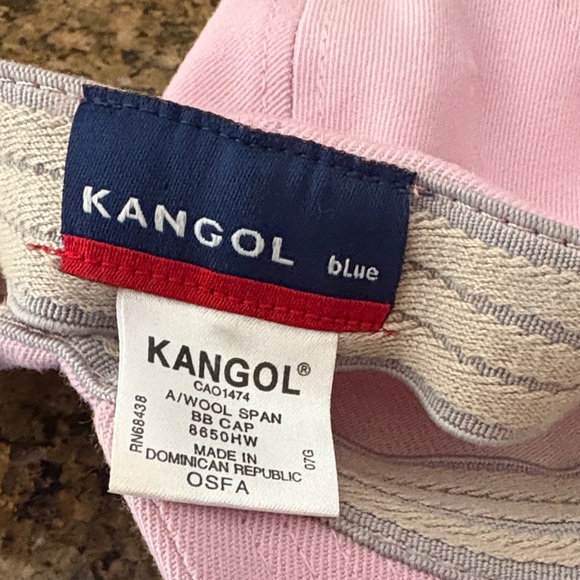 KANGOL bLue
KANGOL®
CAO1474
A/WOOL SPAN
BB CAP
8650HW
MADE IN
DOMINICAN REPUBLIC
OSFA
RN68438
07G